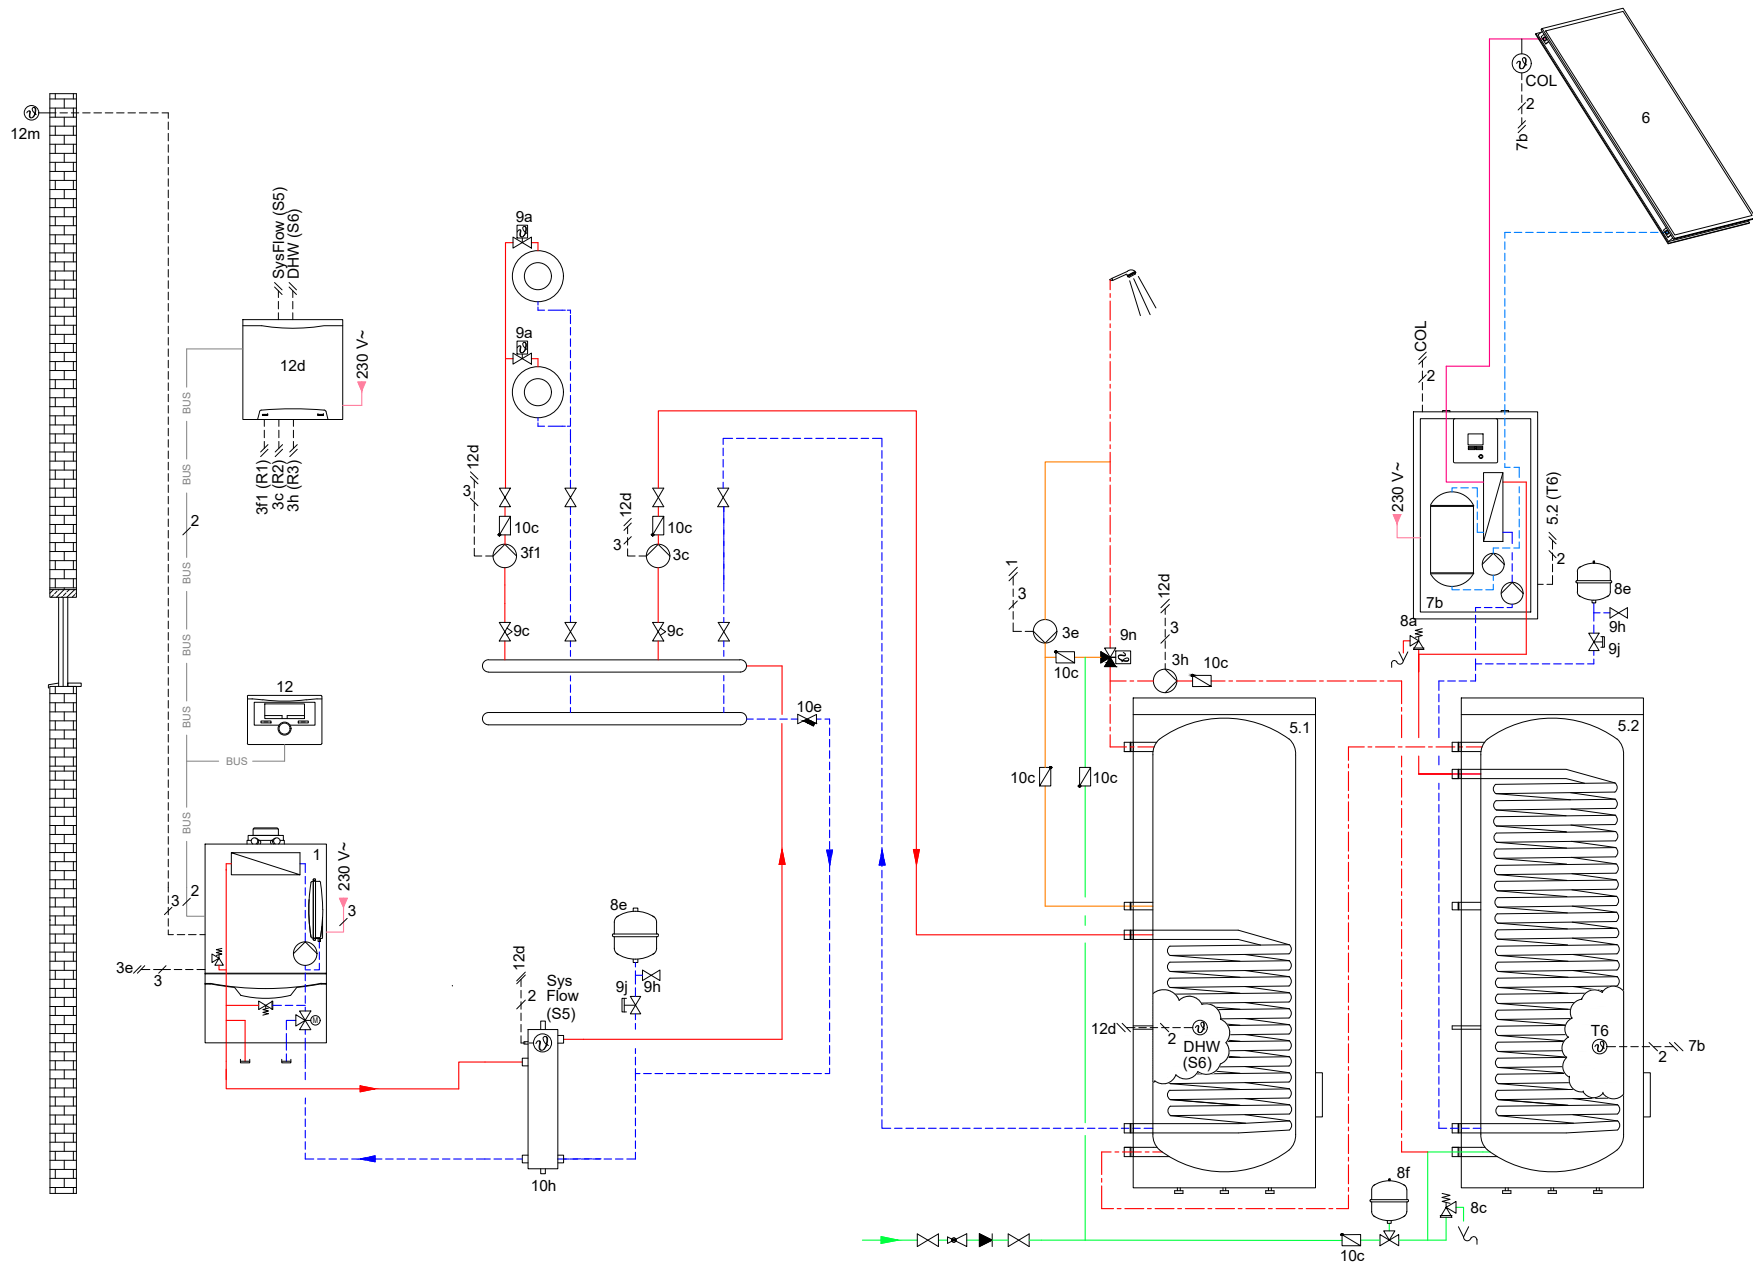 12m
SysFlow (S5)
DHW (S6)
12d
230 V~
3f1 (R1)
3c (R2)
3h (R3)
BUS
BUS
2
BUS
BUS
12
BUS
BUS
1
230 V~
3
2
3
3e
3
9a
9a
12d
3
10c
3f1
9c
12d
3
10c
3c
9c
10e
8e
9j
9h
12d
2
Sys
Flow
(S5)
10h
1
3
3e
10c
9n
12d
3
3h
10c
10c
10c
5.1
12d
2
DHW
(S6)
COL
2
7b
6
COL
2
230 V~
5.2 (T6)
2
7b
8e
9h
9j
8a
5.2
T6
2
7b
8f
8c
10c